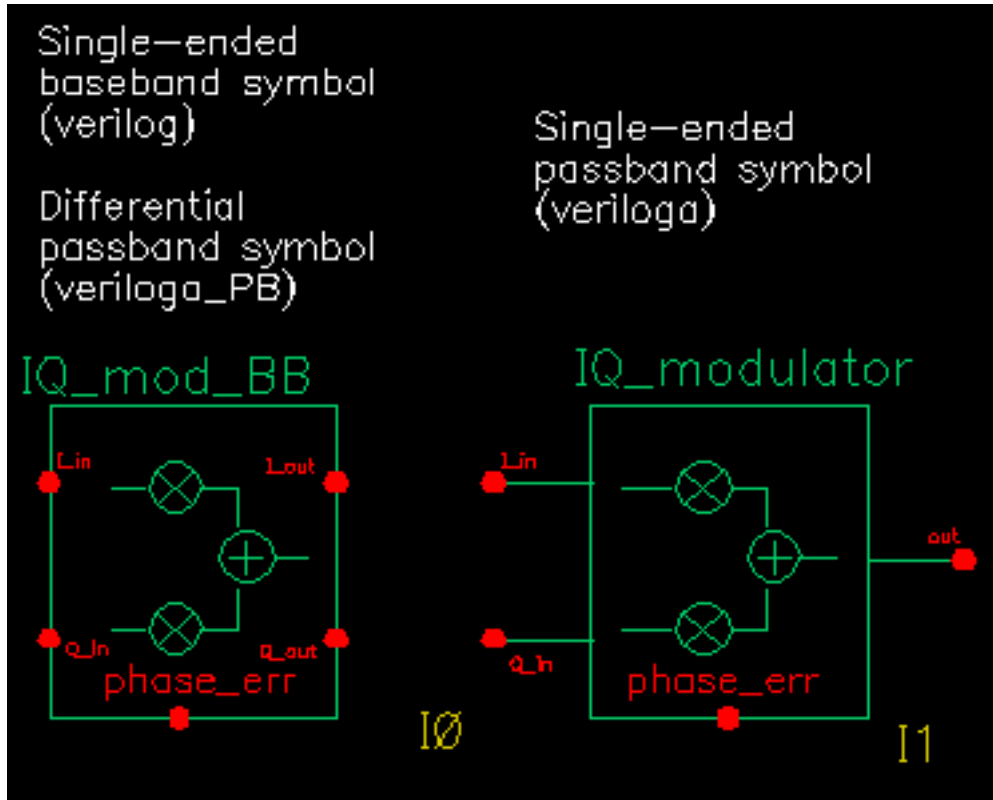 Single-ended
baseband symbol
(verilog)
Differential
passband symbol
(veriloga_PB)
Single-ended
passband symbol
(veriloga)
IQ_mod_BB
I_in
I_out
Q_in
Q_out
phase_err
I0
IQ_modulator
I_in
out
Q_in
phase_err
I1